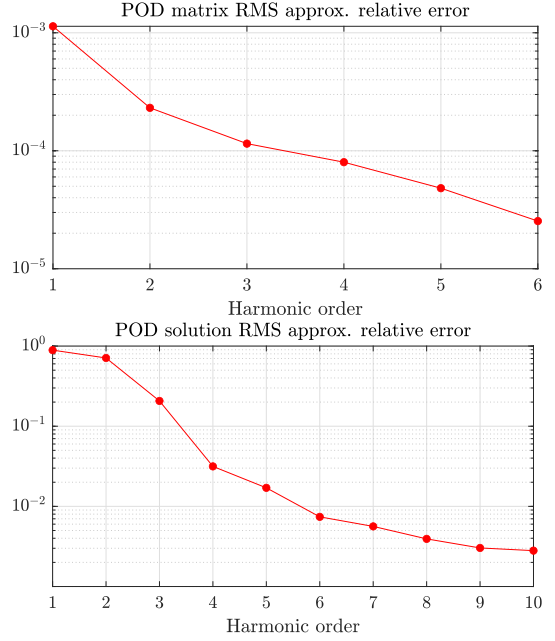 POD matrix RMS approx. relative error
10^-3
10^-4
10^-5
1 2 3 4 5 6
Harmonic order
POD solution RMS approx. relative error
10^0
10^-1
10^-2
1 2 3 4 5 6 7 8 9 10
Harmonic order